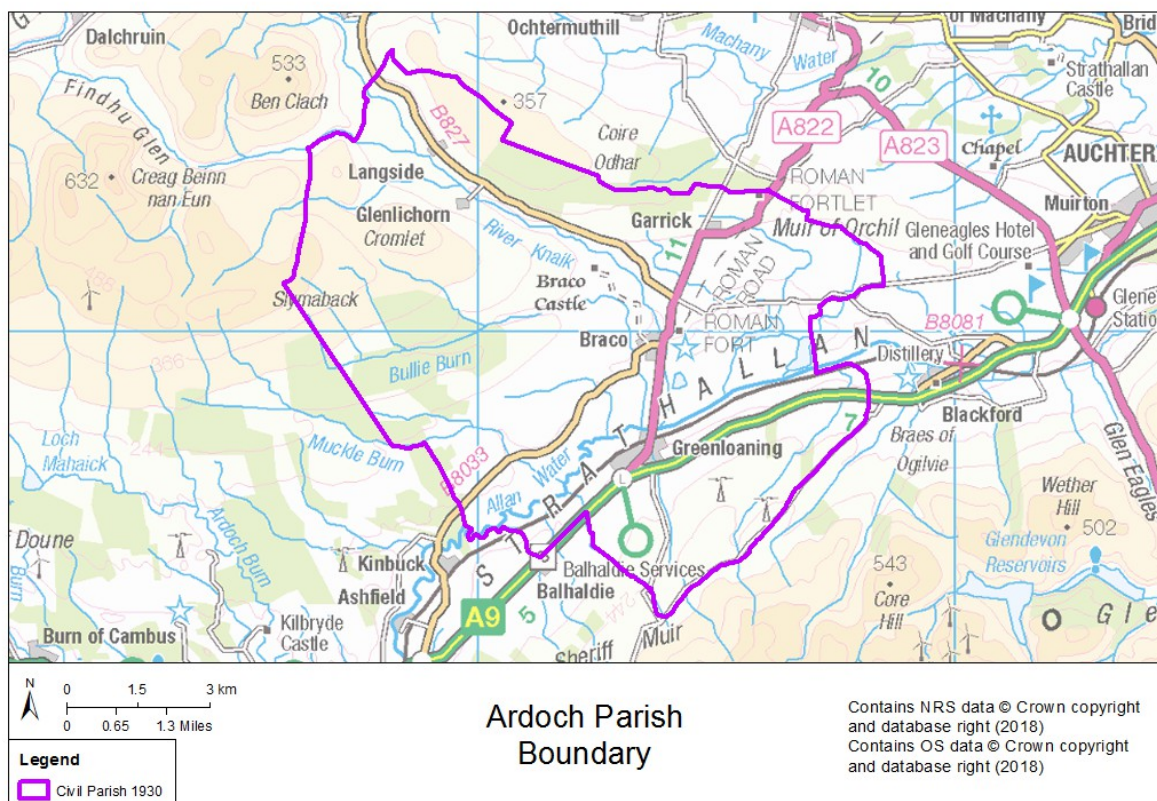 Dalchruin
Ochtermuthill
Machany
Water
of Machany
Brid
Strathallan
Castle
533
Ben Clach
357
10
Findhu Glen
B827
Coire
Odhar
A822
A823
Chapel
AUCHTER
632
Creag Beinn
nan Eun
Langside
ROMAN
FORTLET
Muirton
Glenlichorn
Cromlet
Garrick
Muir of Orchil
Gleneagles Hotel
and Golf Course
River Knaik
11
ROMAN
ROAD
Braco
Castle
Slymaback
Glene
Statio
B8081
ROMAN
FORT
Braco
Distillery
Bullie Burn
STRATHALLAN
Blackford
7
Loch
Mahaick
244
Muckle Burn
B8033
Greenloaning
Braes of
Ogilvie
Glen Eagles
Allan Water
Wether
Hill
502
Ardoch Burn
Doune
Glendevon
Reservoirs
Burn
Kinbuck
Balhaldie Services
543
Core
Hill
Ashfield
Balhaldie
244
A9
5
O Gle
Burn of Cambus
Kilbryde
Castle
Sheriff
Muir
N
0 1.5 3 km
0 0.65 1.3 Miles
Ardoch Parish
Boundary
Contains NRS data © Crown copyright
and database right (2018)
Contains OS data © Crown copyright
and database right (2018)
Legend
Civil Parish 1930